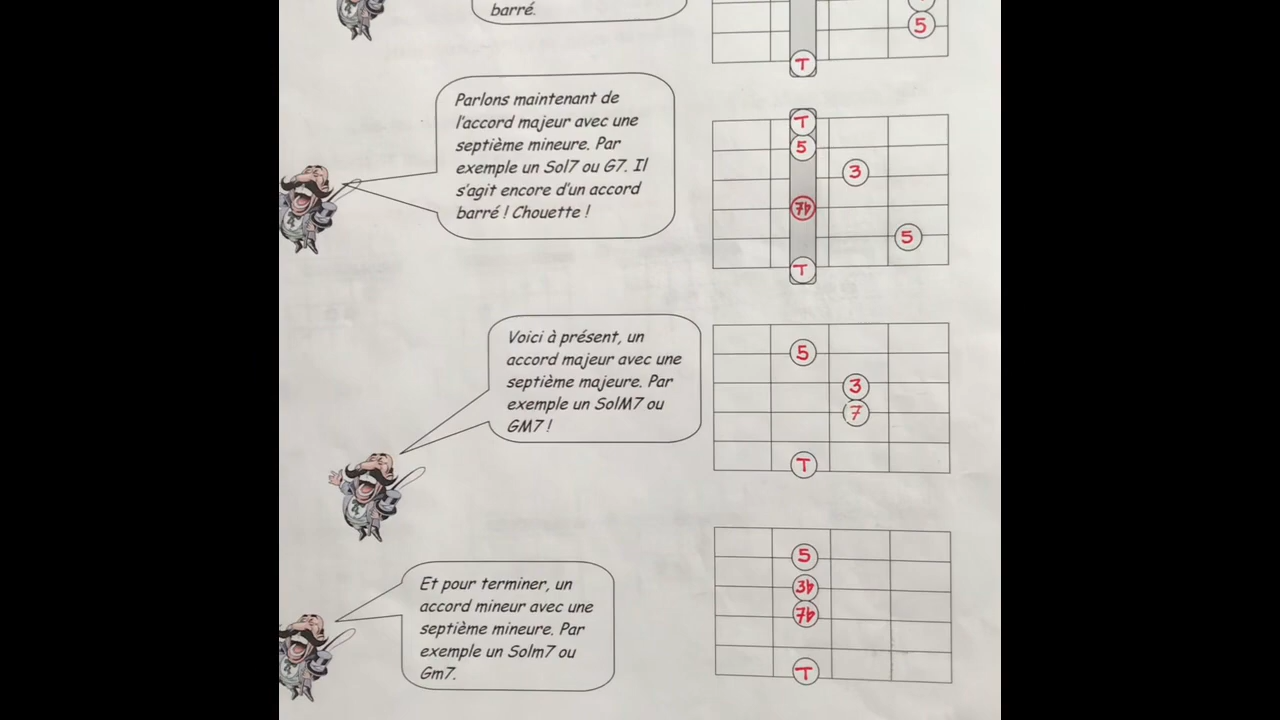 barré.
5
T
Parlons maintenant de
l'accord majeur avec une
septième mineure. Par
exemple un Sol7 ou G7. Il
s'agit encore d'un accord
barré ! Chouette !
T
5
3
7b
5
T
Voici à présent, un
accord majeur avec une
septième majeure. Par
exemple un SolM7 ou
GM7 !
5
3
7
T
Et pour terminer, un
accord mineur avec une
septième mineure. Par
exemple un Solm7 ou
Gm7.
5
3b
7b
T